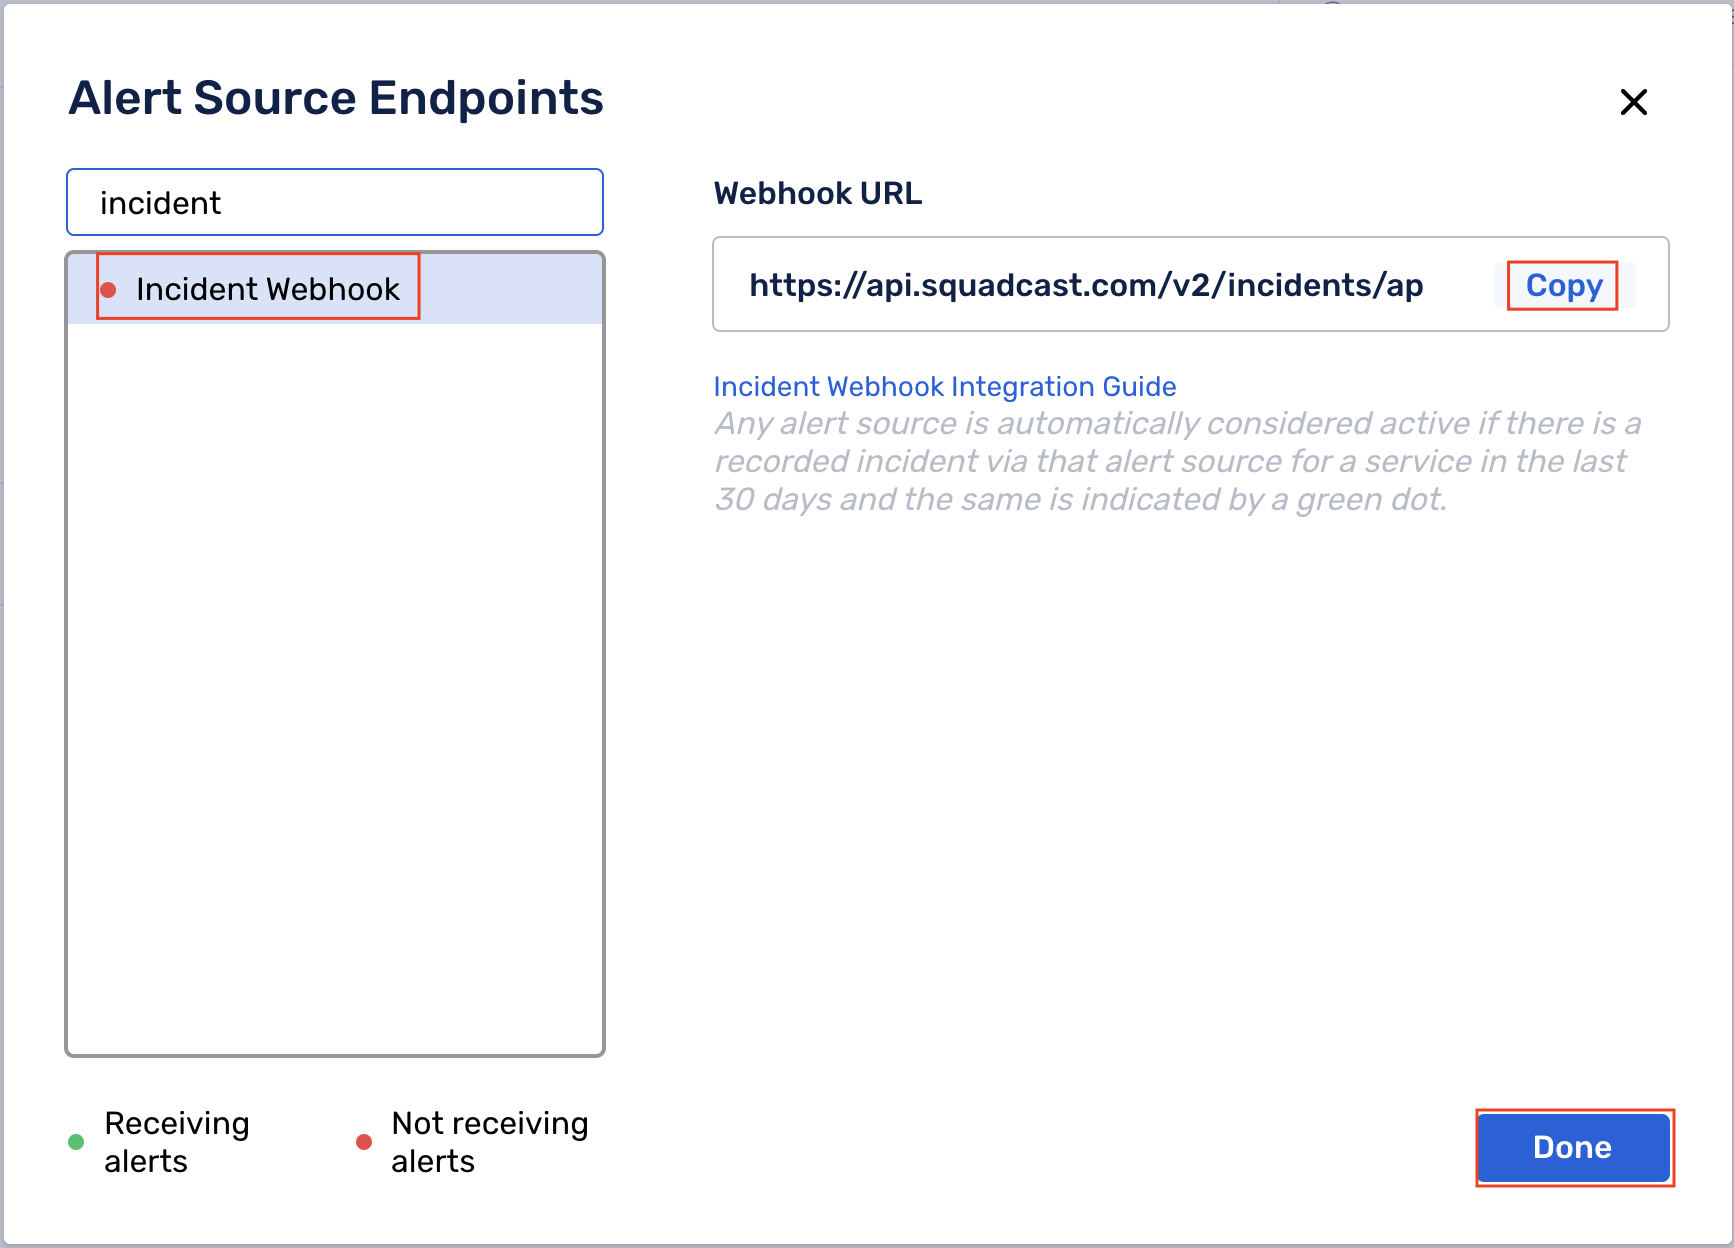 Alert Source Endpoints
incident
Incident Webhook
Webhook URL
https://api.squadcast.com/v2/incidents/ap
Copy
Incident Webhook Integration Guide
Any alert source is automatically considered active if there is a
recorded incident via that alert source for a service in the last
30 days and the same is indicated by a green dot.
Receiving
alerts
Not receiving
alerts
Done